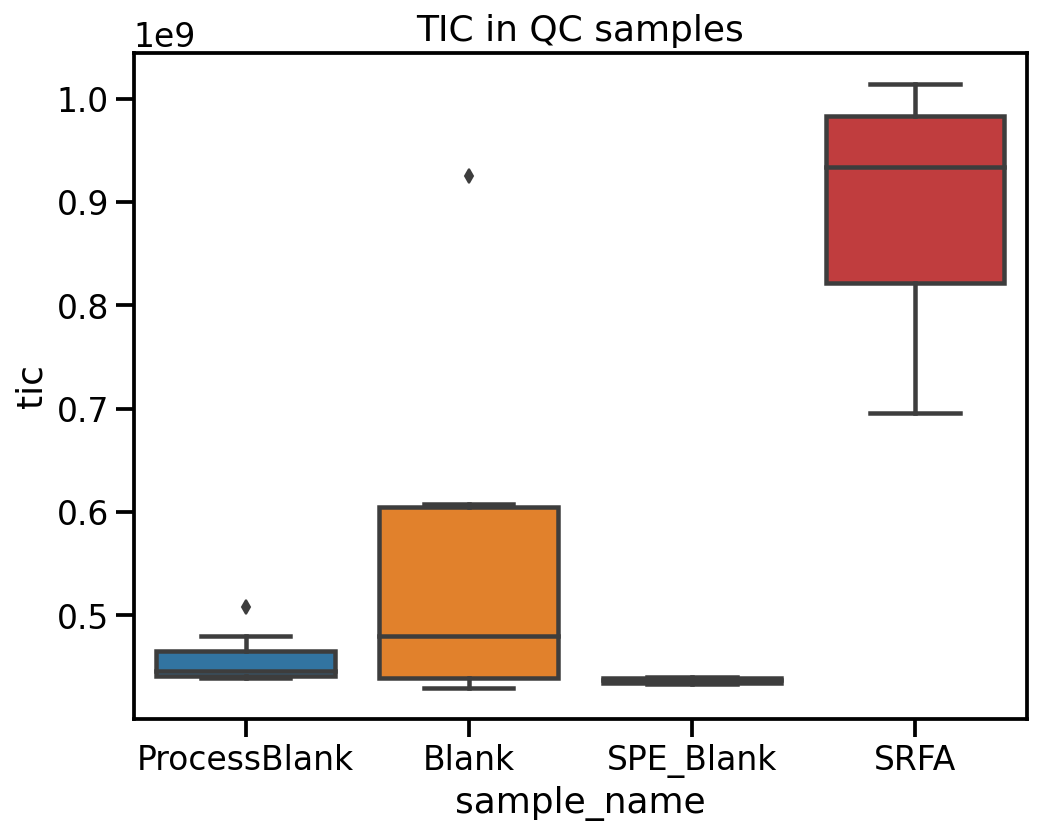 TIC in QC samples
1e9
1.0
0.9
0.8
0.7
0.6
0.5
tic
ProcessBlank
Blank
SPE_Blank
SRFA
sample_name